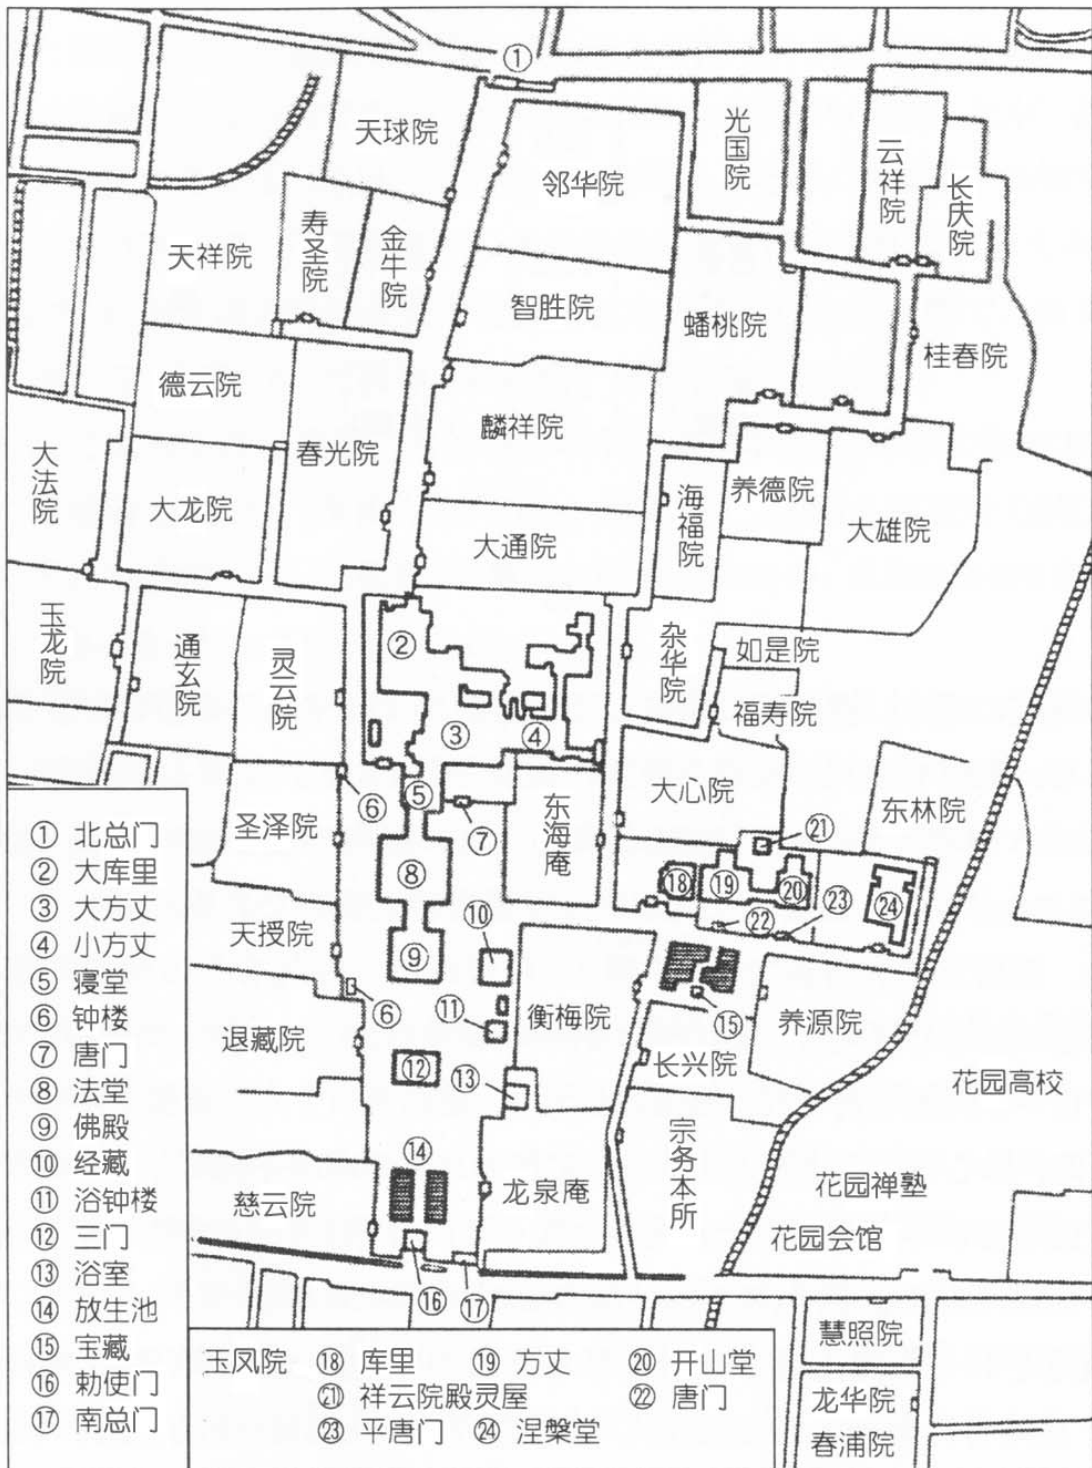 ①
天球院
光国院
邻华院
云祥院
长庆院
寿圣院
金牛院
天祥院
智胜院
蟠桃院
桂春院
德云院
麟祥院
春光院
大法院
养德院
海福院
大龙院
大雄院
大通院
玉龙院
通玄院
灵云院
②
杂华院
如是院
福寿院
③
④
⑤
⑥
⑦
东海庵
大心院
东林院
圣泽院
⑧
⑱
⑲
⑳
㉑
㉒
㉓
㉔
天授院
⑨
⑩
⑥
⑪
衡梅院
⑮
养源院
退藏院
⑫
⑬
长兴院
花园高校
⑭
宗务本所
慈云院
龙泉庵
花园禅塾
花园会馆
⑯
⑰
慧照院
龙华院
春浦院
① 北总门
② 大库里
③ 大方丈
④ 小方丈
⑤ 寝堂
⑥ 钟楼
⑦ 唐门
⑧ 法堂
⑨ 佛殿
⑩ 经藏
⑪ 浴钟楼
⑫ 三门
⑬ 浴室
⑭ 放生池
⑮ 宝藏
⑯ 勅使门
⑰ 南总门
玉凤院 ⑱ 库里 ⑲ 方丈 ⑳ 开山堂
㉑ 祥云院殿灵屋 ㉒ 唐门
㉓ 平唐门 ㉔ 涅槃堂